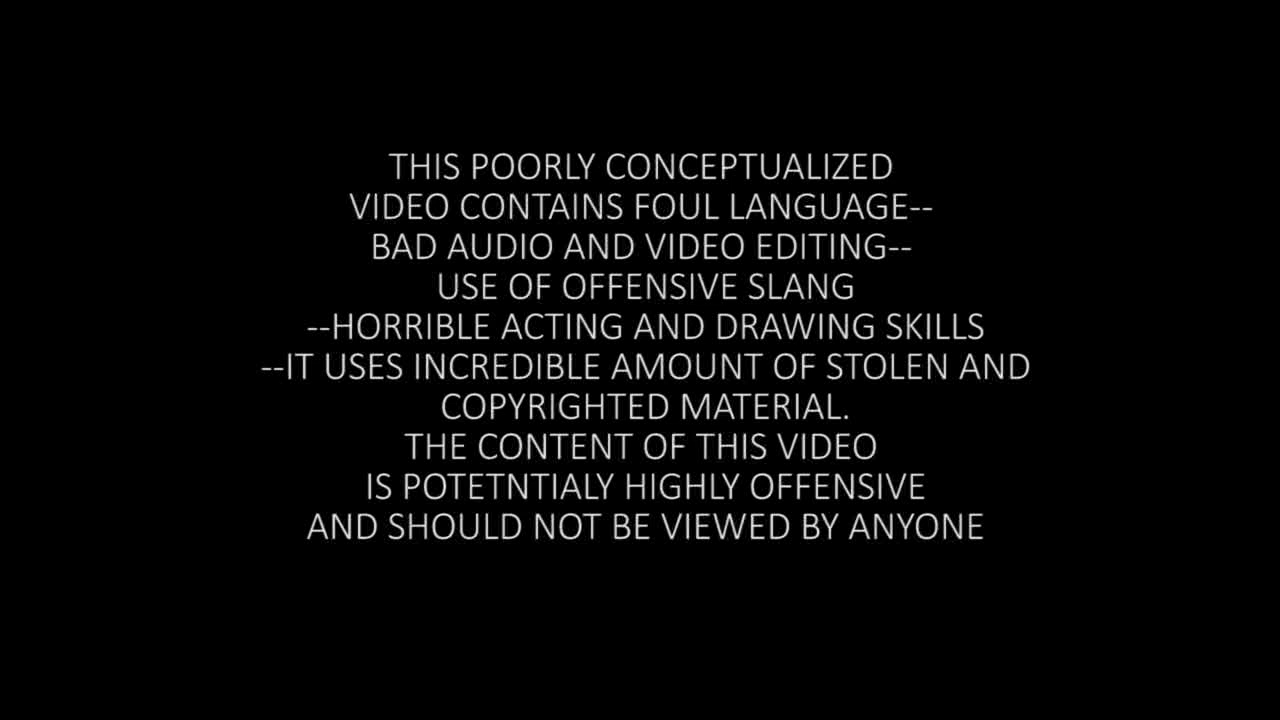 THIS POORLY CONCEPTUALIZED
VIDEO CONTAINS FOUL LANGUAGE--
BAD AUDIO AND VIDEO EDITING--
USE OF OFFENSIVE SLANG
--HORRIBLE ACTING AND DRAWING SKILLS
--IT USES INCREDIBLE AMOUNT OF STOLEN AND
COPYRIGHTED MATERIAL.
THE CONTENT OF THIS VIDEO
IS POTETNTIALY HIGHLY OFFENSIVE
AND SHOULD NOT BE VIEWED BY ANYONE